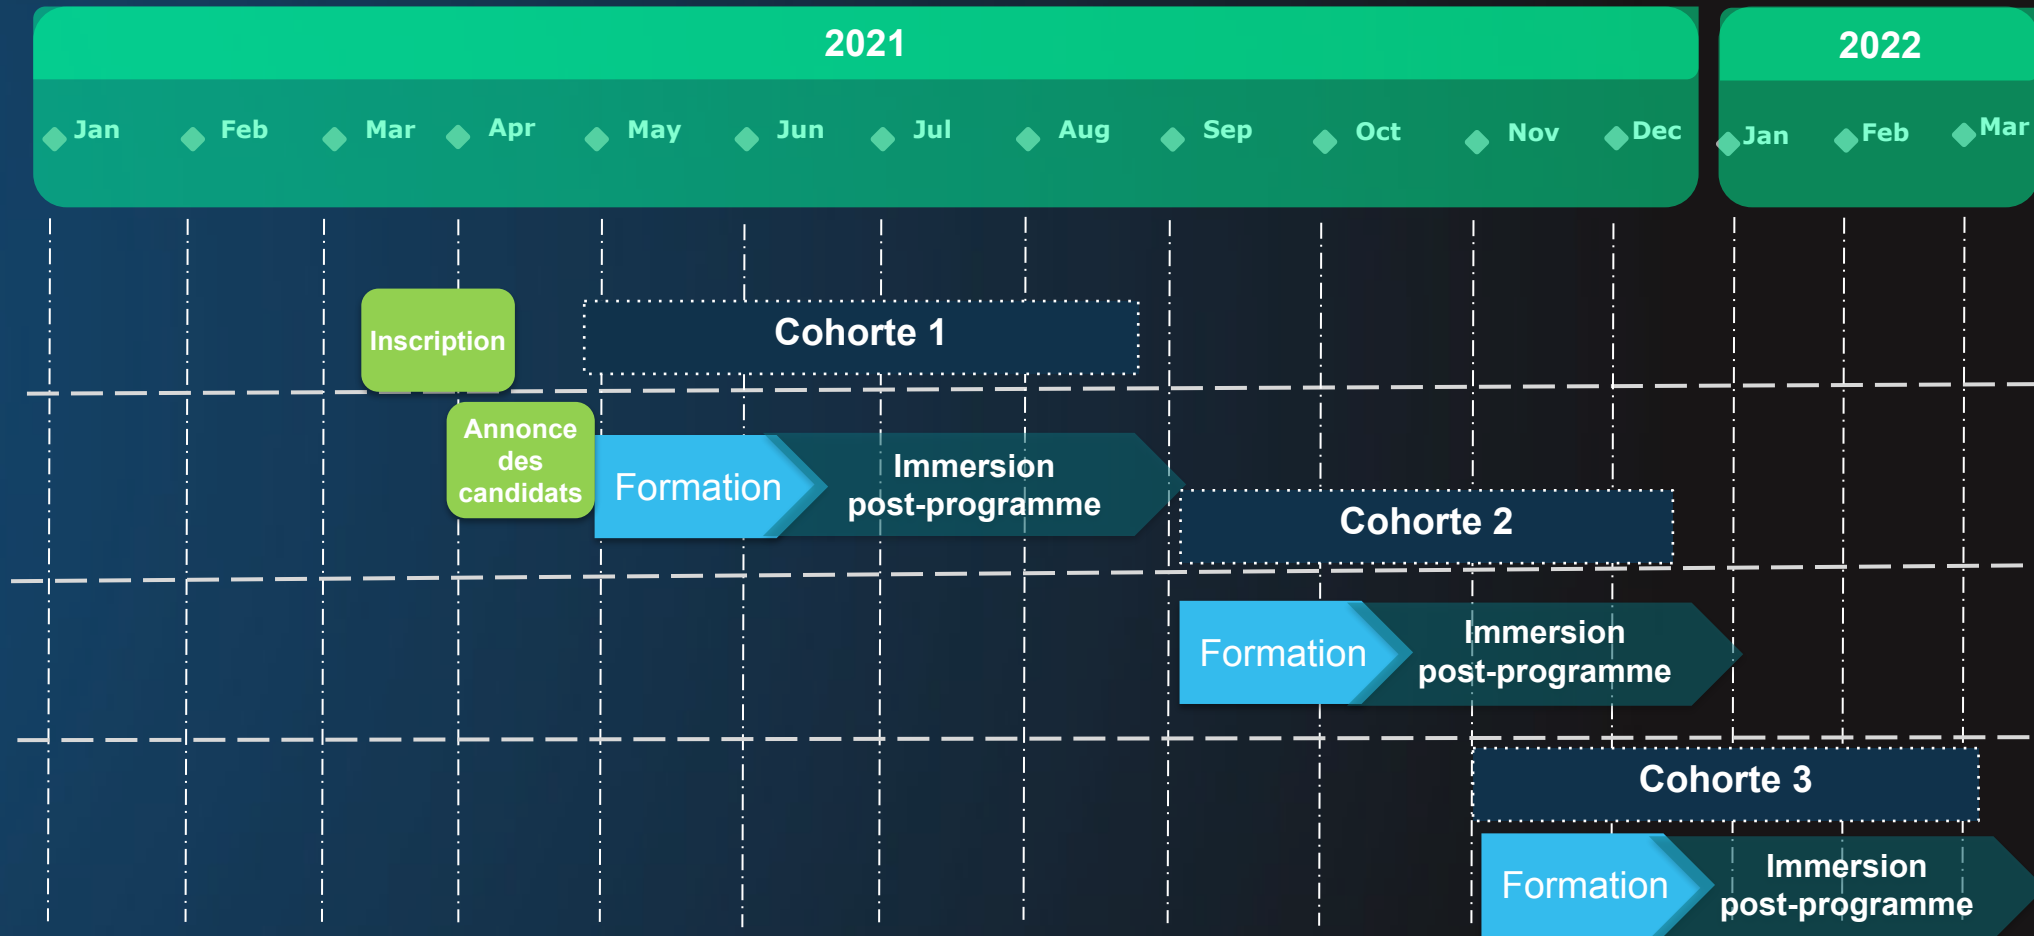 2021
2022
Jan Feb Mar Apr May Jun Jul Aug Sep Oct Nov Dec Jan Feb Mar
Inscription
Cohorte 1
Annonce
des
candidats
Formation
Immersion
post-programme
Cohorte 2
Formation
Immersion
post-programme
Cohorte 3
Formation
Immersion
post-programme